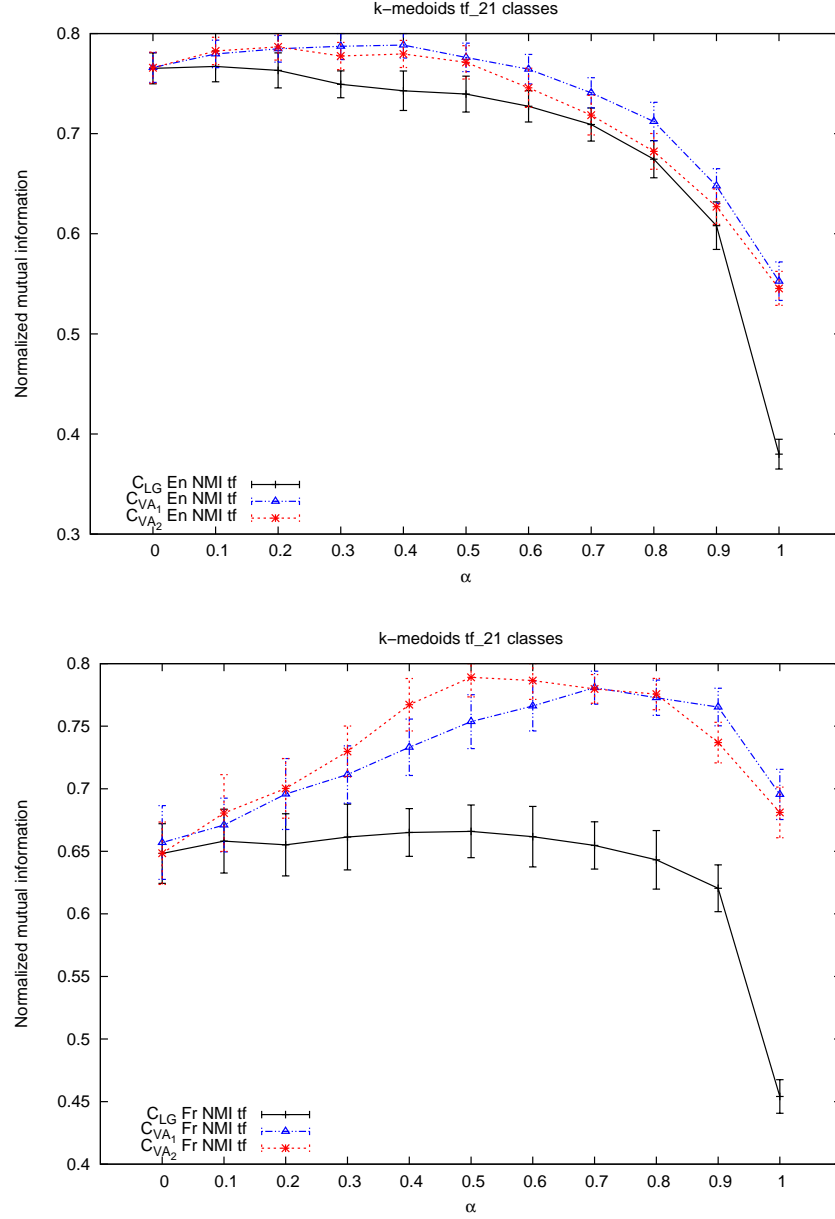 k-medoids tf_21 classes
0.8
0.7
0.6
0.5
0.4
0.3
Normalized mutual information
C_LG En NMI tf
C_VA_1 En NMI tf
C_VA_2 En NMI tf
0 0.1 0.2 0.3 0.4 0.5 0.6 0.7 0.8 0.9 1
α
k-medoids tf_21 classes
0.8
0.75
0.7
0.65
0.6
0.55
0.5
0.45
0.4
Normalized mutual information
C_LG Fr NMI tf
C_VA_1 Fr NMI tf
C_VA_2 Fr NMI tf
0 0.1 0.2 0.3 0.4 0.5 0.6 0.7 0.8 0.9 1
α